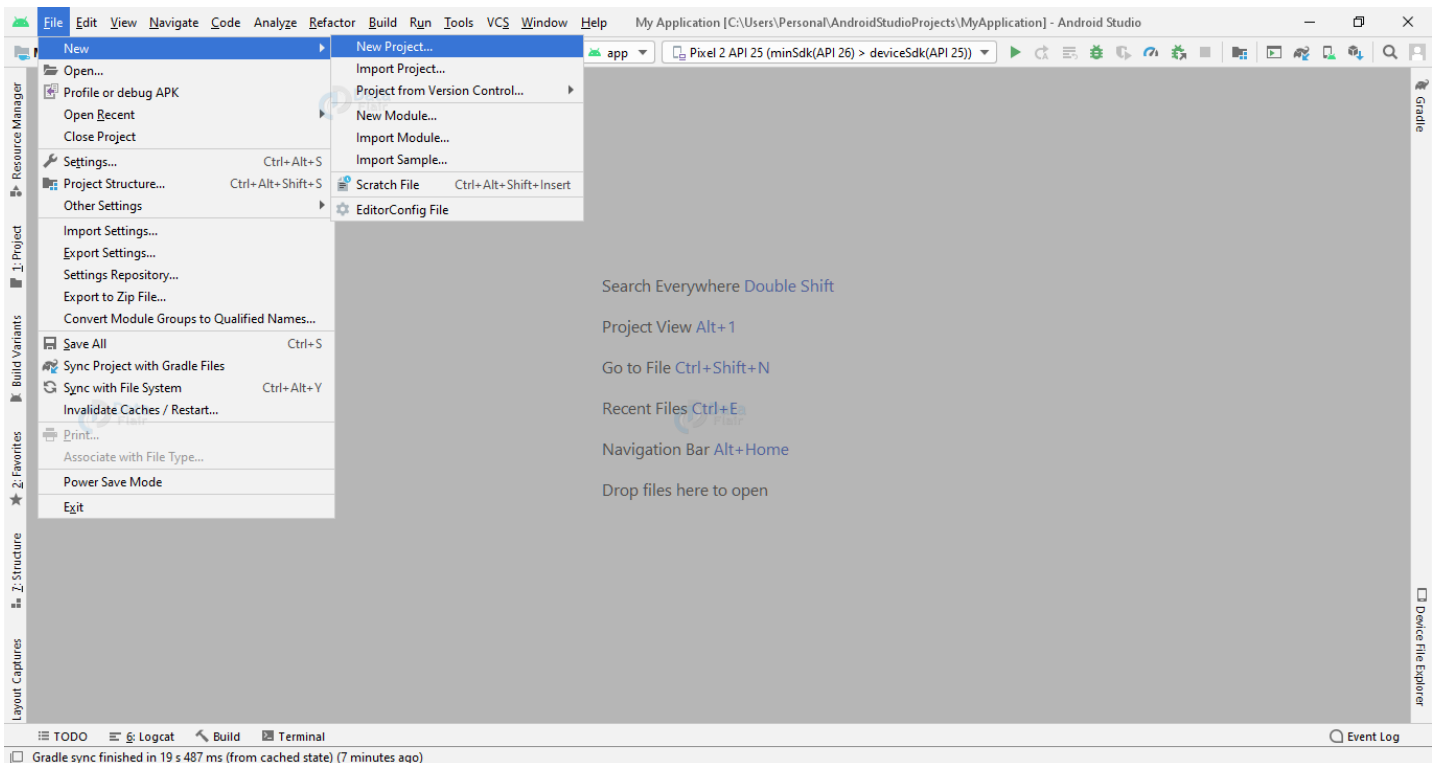 File Edit View Navigate Code Analyze Refactor Build Run Tools VCS Window Help My Application [C:\Users\Personal\AndroidStudioProjects\MyApplication] - Android Studio
app Pixel 2 API 25 (minSdk(API 26) > deviceSdk(API 25))
New
Open...
Profile or debug APK
Open Recent
Close Project
Settings... Ctrl+Alt+S
Project Structure... Ctrl+Alt+Shift+S
Other Settings
Import Settings...
Export Settings...
Settings Repository...
Export to Zip File...
Convert Module Groups to Qualified Names...
Save All Ctrl+S
Sync Project with Gradle Files
Sync with File System Ctrl+Alt+Y
Invalidate Caches / Restart...
Print...
Associate with File Type...
Power Save Mode
Exit
New Project...
Import Project...
Project from Version Control...
New Module...
Import Module...
Import Sample...
Scratch File Ctrl+Alt+Shift+Insert
EditorConfig File
Search Everywhere Double Shift
Project View Alt+1
Go to File Ctrl+Shift+N
Recent Files Ctrl+E
Navigation Bar Alt+Home
Drop files here to open
Resource Manager
1: Project
Build Variants
2: Favorites
7: Structure
Layout Captures
Gradle
Device File Explorer
TODO 6: Logcat Build Terminal Event Log
Gradle sync finished in 19 s 487 ms (from cached state) (7 minutes ago)